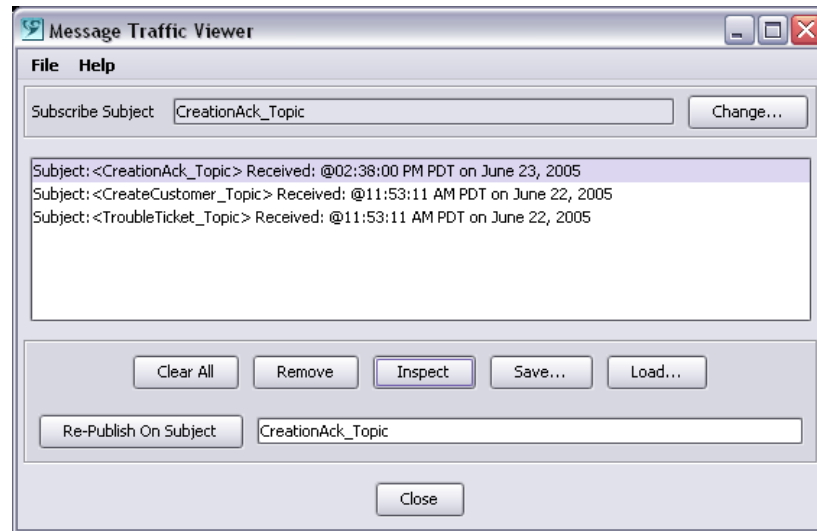 Message Traffic Viewer
File Help
Subscribe Subject CreationAck_Topic Change...
Subject:<CreationAck_Topic> Received: @02:38:00 PM PDT on June 23, 2005
Subject:<CreateCustomer_Topic> Received: @11:53:11 AM PDT on June 22, 2005
Subject:<TroubleTicket_Topic> Received: @11:53:11 AM PDT on June 22, 2005
Clear All Remove Inspect Save... Load...
Re-Publish On Subject CreationAck_Topic
Close